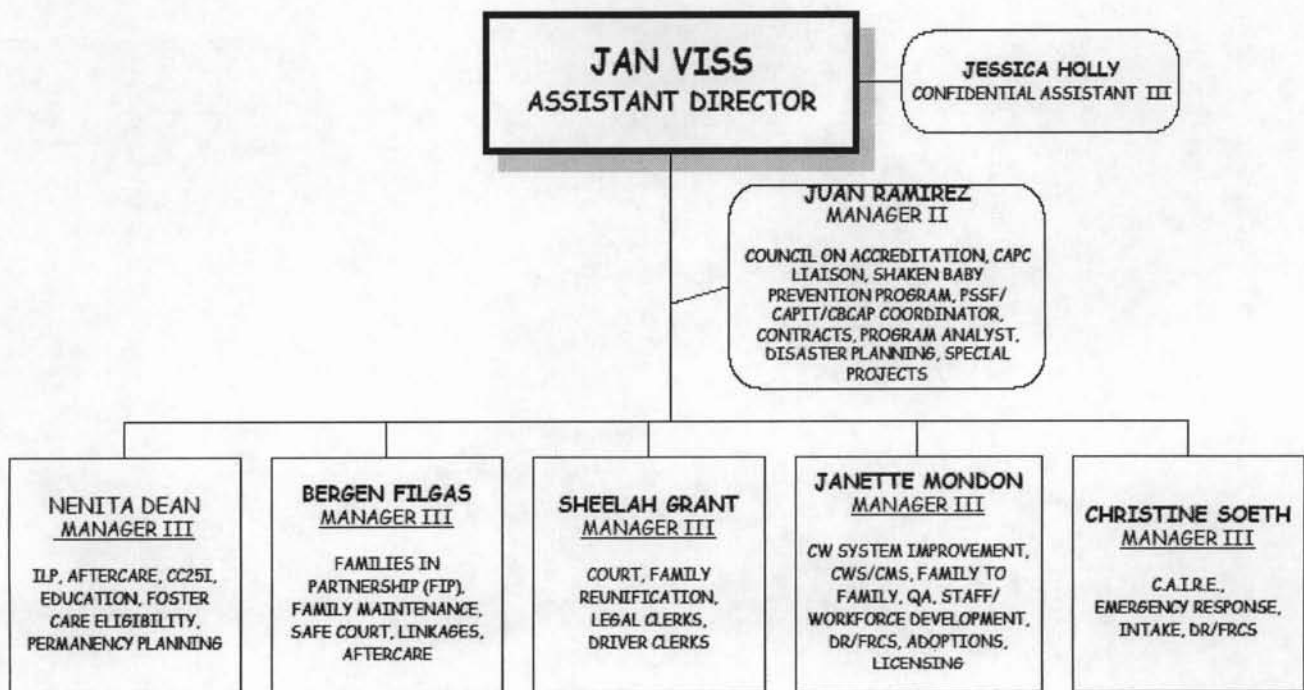 JAN VISS
ASSISTANT DIRECTOR
JESSICA HOLLY
CONFIDENTIAL ASSISTANT III
JUAN RAMIREZ
MANAGER II
COUNCIL ON ACCREDITATION, CAPC
LIAISON, SHAKEN BABY
PREVENTION PROGRAM, PSSF/
CAPIT/CBCAP COORDINATOR,
CONTRACTS, PROGRAM ANALYST,
DISASTER PLANNING, SPECIAL
PROJECTS
NENITA DEAN
MANAGER III
ILP, AFTERCARE, CC25I,
EDUCATION, FOSTER
CARE ELIGIBILITY,
PERMANENCY PLANNING
BERGEN FILGAS
MANAGER III
FAMILIES IN
PARTNERSHIP (FIP),
FAMILY MAINTENANCE,
SAFE COURT, LINKAGES,
AFTERCARE
SHEELAH GRANT
MANAGER III
COURT, FAMILY
REUNIFICATION,
LEGAL CLERKS,
DRIVER CLERKS
JANETTE MONDON
MANAGER III
CW SYSTEM IMPROVEMENT,
CWS/CMS, FAMILY TO
FAMILY, QA, STAFF/
WORKFORCE DEVELOPMENT,
DR/FRCS, ADOPTIONS,
LICENSING
CHRISTINE SOETH
MANAGER III
C.A.I.R.E.,
EMERGENCY RESPONSE,
INTAKE, DR/FRCS